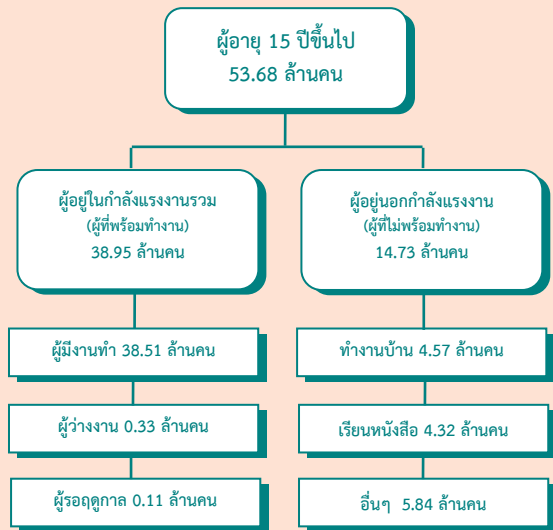 ผู้อายุ 15 ปีขึ้นไป
53.68 ล้านคน
ผู้อยู่ในกำลังแรงงานรวม
(ผู้ที่พร้อมทำงาน)
38.95 ล้านคน
ผู้มีงานทำ 38.51 ล้านคน
ผู้ว่างงาน 0.33 ล้านคน
ผู้รอฤดูกาล 0.11 ล้านคน
ผู้อยู่นอกกำลังแรงงาน
(ผู้ที่ไม่พร้อมทำงาน)
14.73 ล้านคน
ทำงานบ้าน 4.57 ล้านคน
เรียนหนังสือ 4.32 ล้านคน
อื่นๆ 5.84 ล้านคน